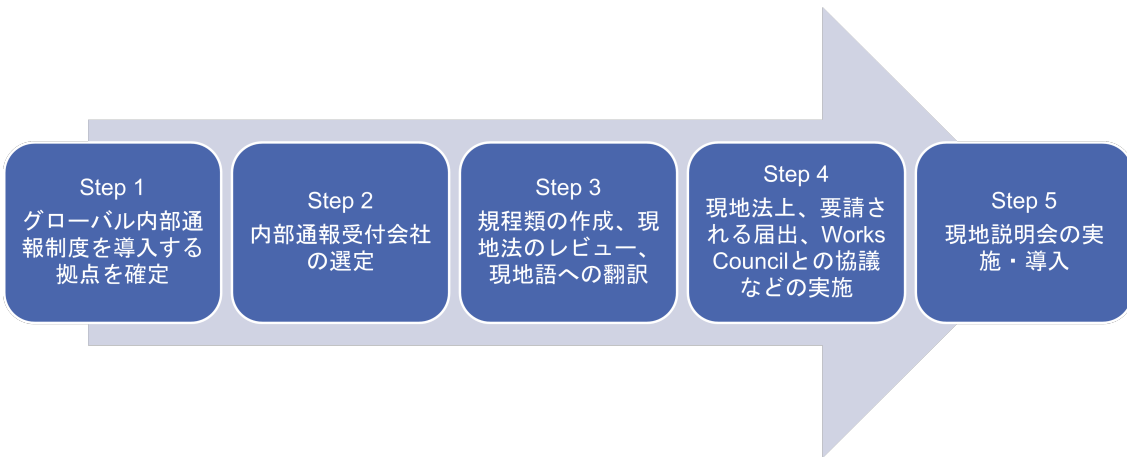 Step 1
グローバル内部通
報制度を導入する
拠点を確定
Step 2
内部通報受付会社
の選定
Step 3
規程類の作成、現
地法のレビュー、
現地語への翻訳
Step 4
現地法上、要請さ
れる届出、Works
Councilとの協議
などの実施
Step 5
現地説明会の実
施・導入